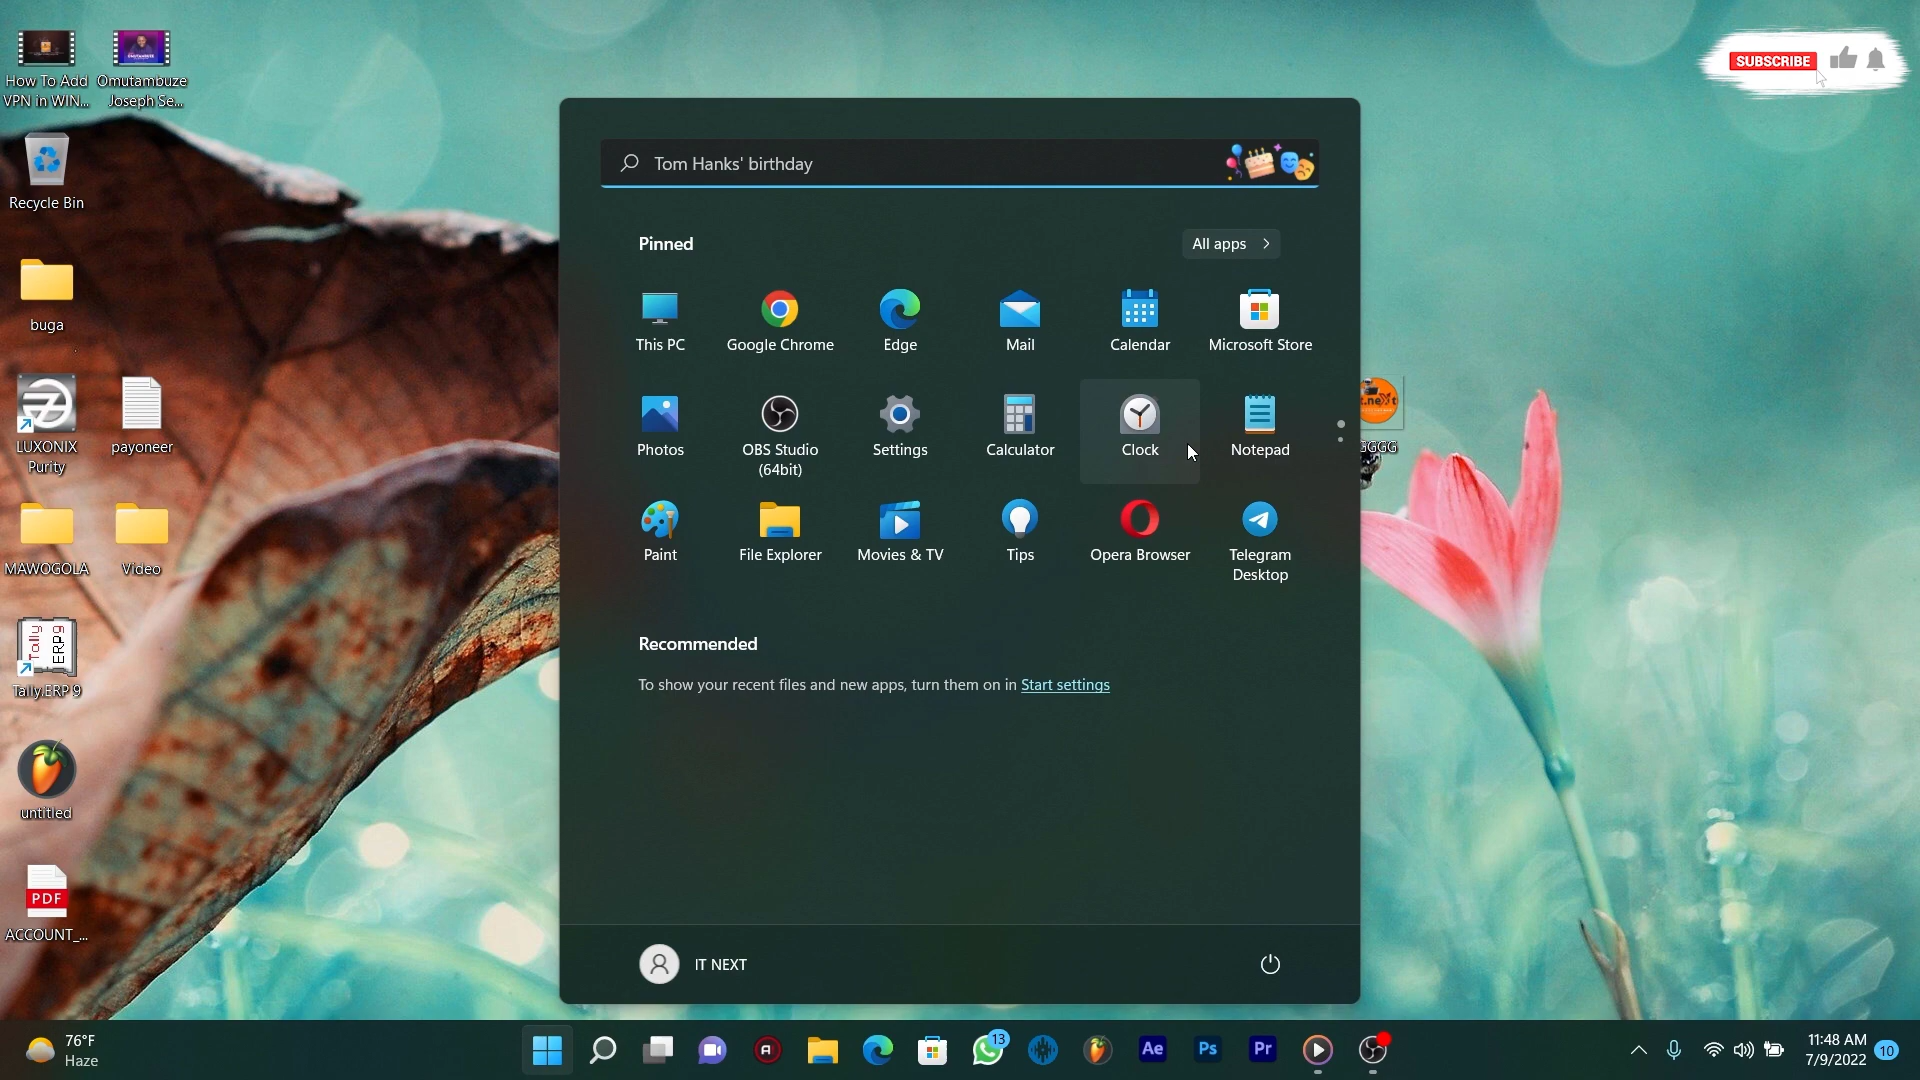 How To Add
VPN in WIN...
Omutambuze
Joseph Se...
Recycle Bin
buga
LUXONIX
Purity
payoneer
MAWOGOLA
Video
Tally
ERP 9
Tally.ERP 9
untitled
PDF
ACCOUNT_...
SUBSCRIBE
Tom Hanks' birthday
Pinned
All apps
This PC
Google Chrome
Edge
Mail
Calendar
Microsoft Store
Photos
OBS Studio
(64bit)
Settings
Calculator
Clock
Notepad
Paint
File Explorer
Movies & TV
Tips
Opera Browser
Telegram
Desktop
Recommended
To show your recent files and new apps, turn them on in Start settings
IT NEXT
GGGG
76°F
Haze
13
Ae
Ps
Pr
11:48 AM
7/9/2022
10